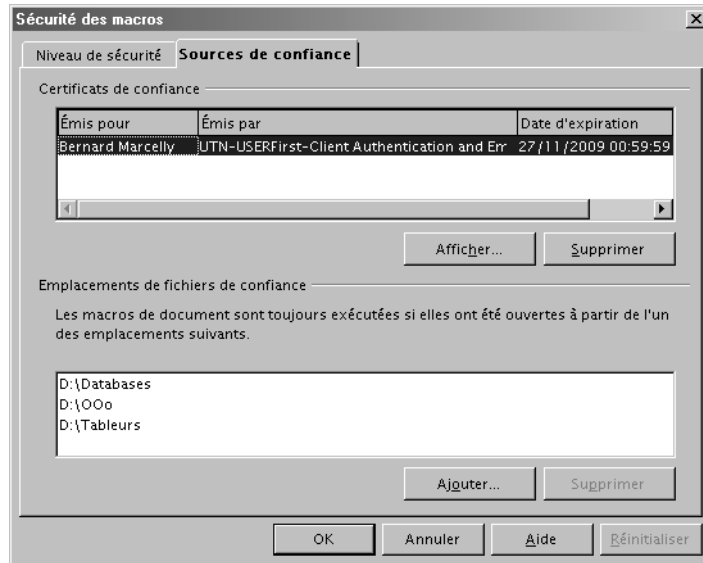 Sécurité des macros
Niveau de sécurité
Sources de confiance
Certificats de confiance
Émis pour Émis par Date d'expiration
Bernard Marcelly UTN-USERFirst-Client Authentication and Em 27/11/2009 00:59:59
Afficher... Supprimer
Emplacements de fichiers de confiance
Les macros de document sont toujours exécutées si elles ont été ouvertes à partir de l'un
des emplacements suivants.
D:\Databases
D:\OOo
D:\Tableurs
Ajouter... Supprimer
OK Annuler Aide Réinitialiser